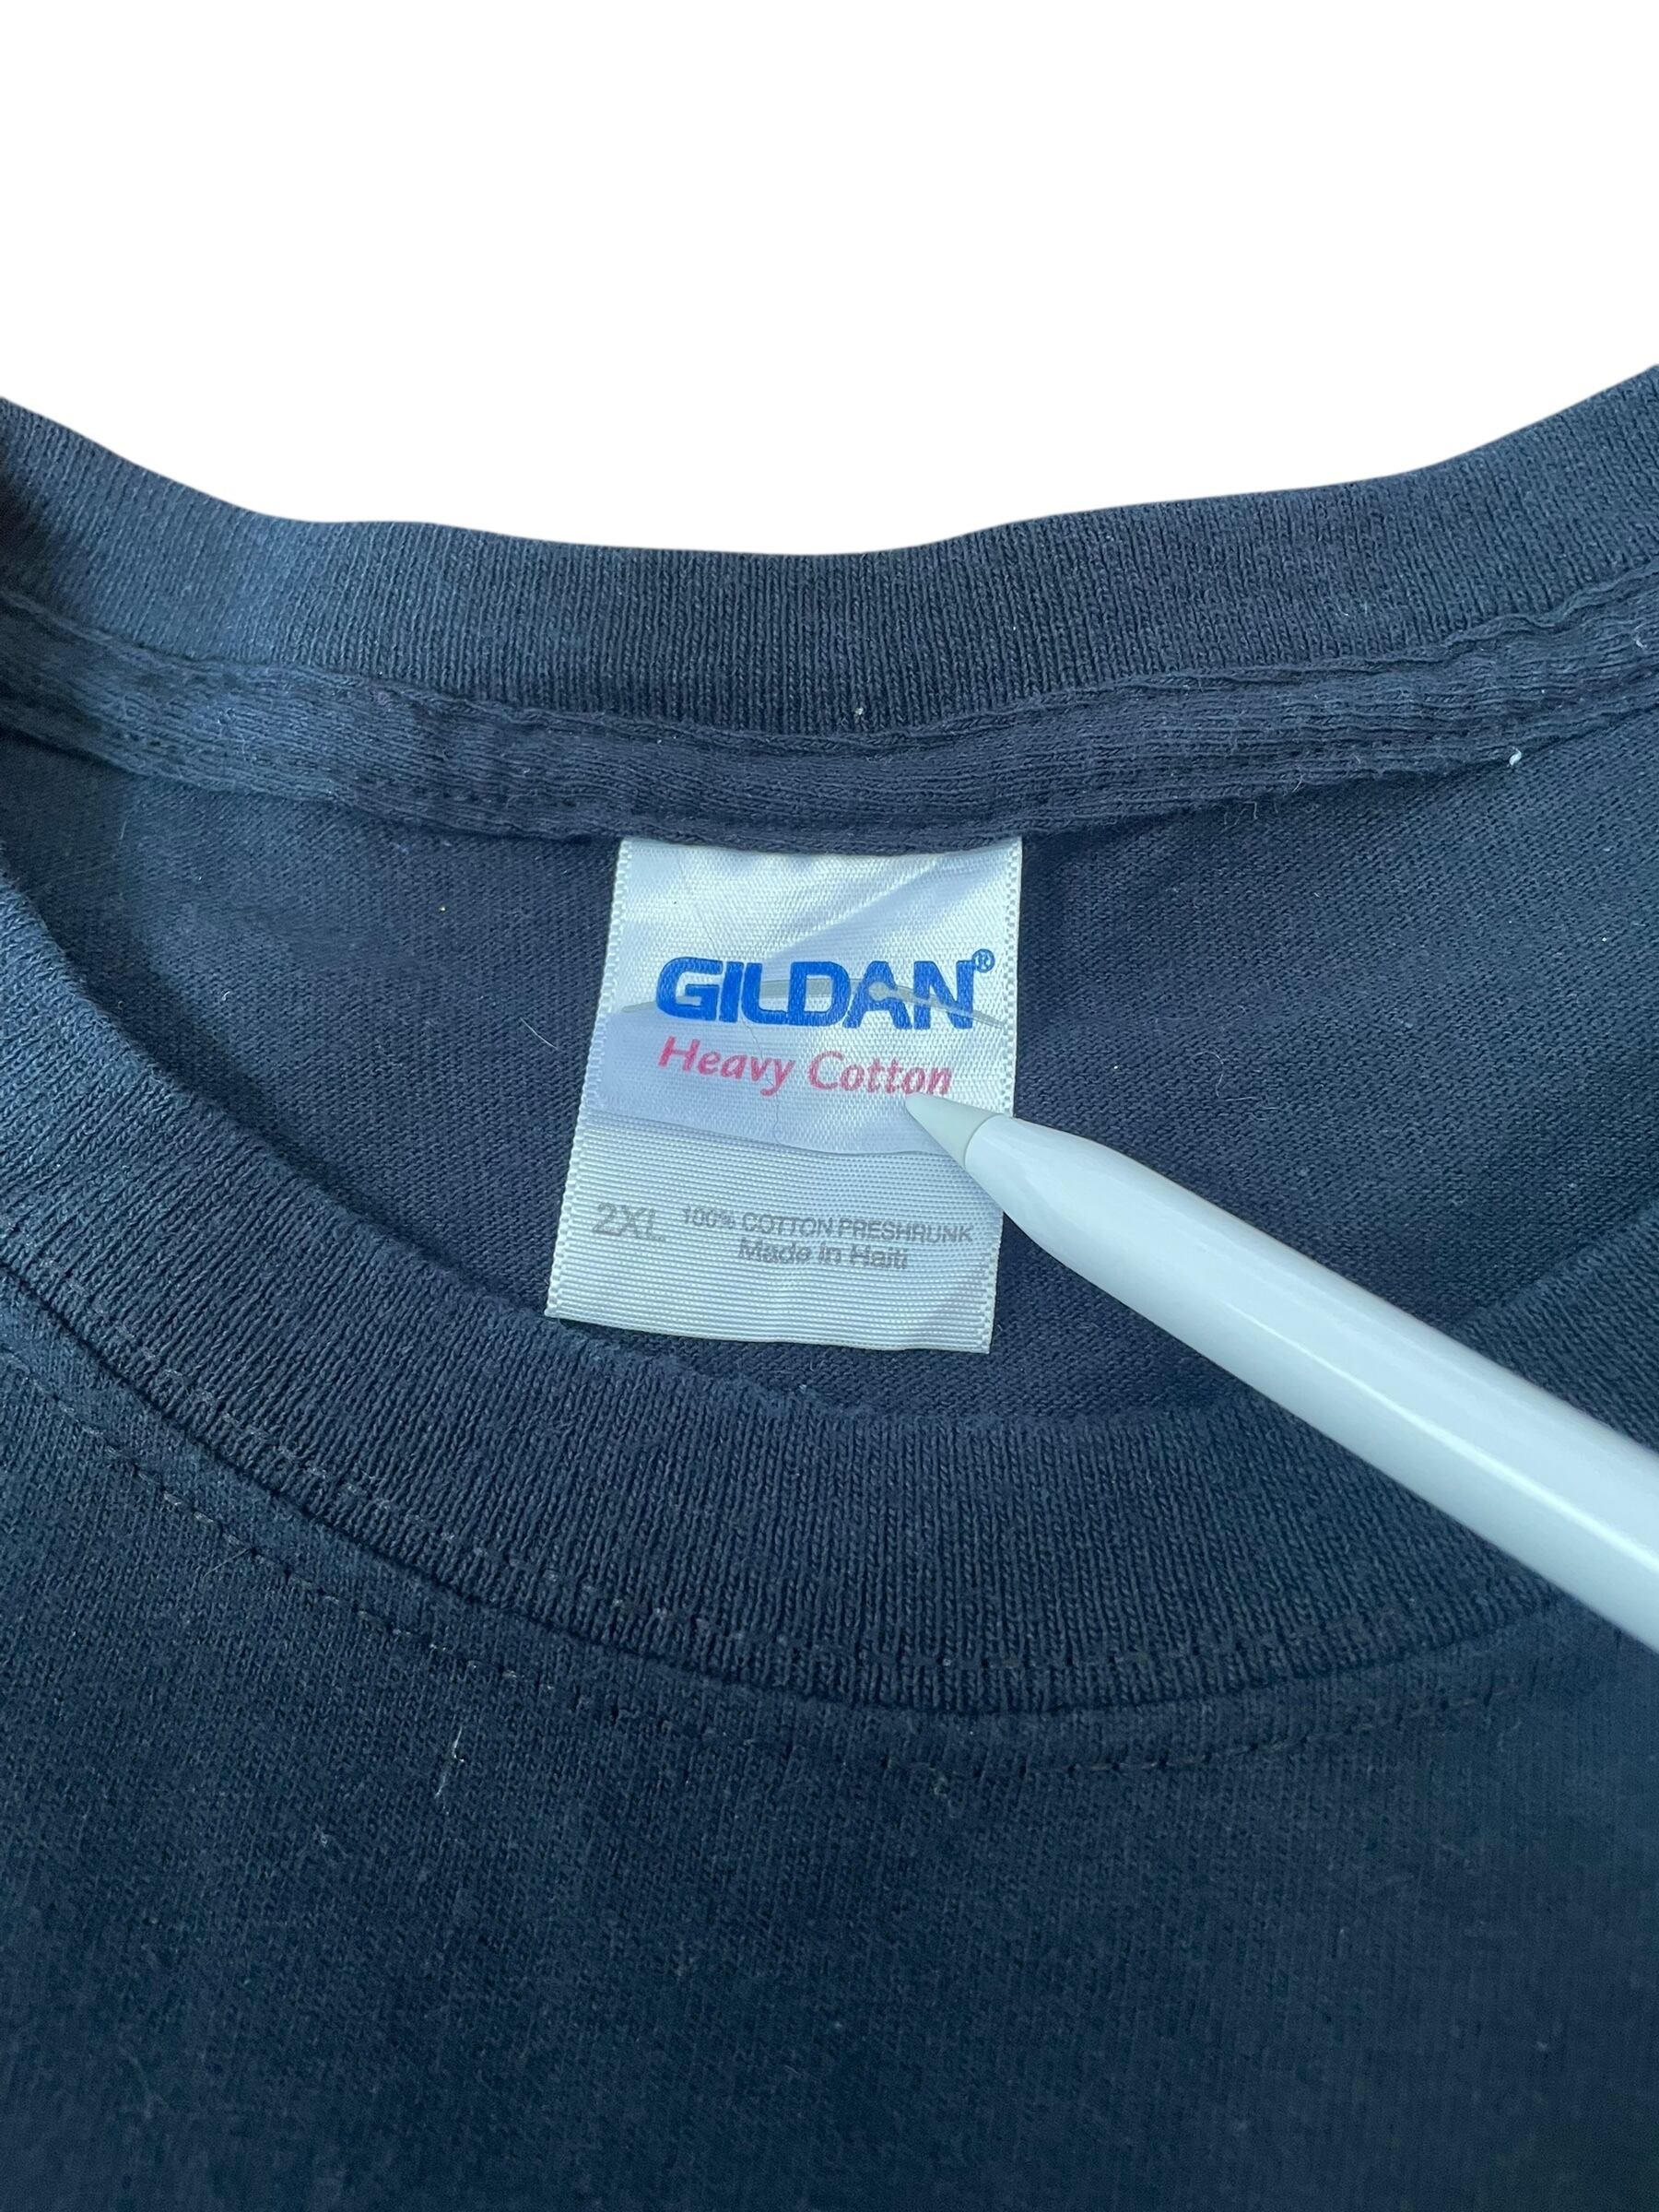 GILDAN®
Heavy Cotton
2XL 100% COTTON PRESHRUNK
Made in Haiti